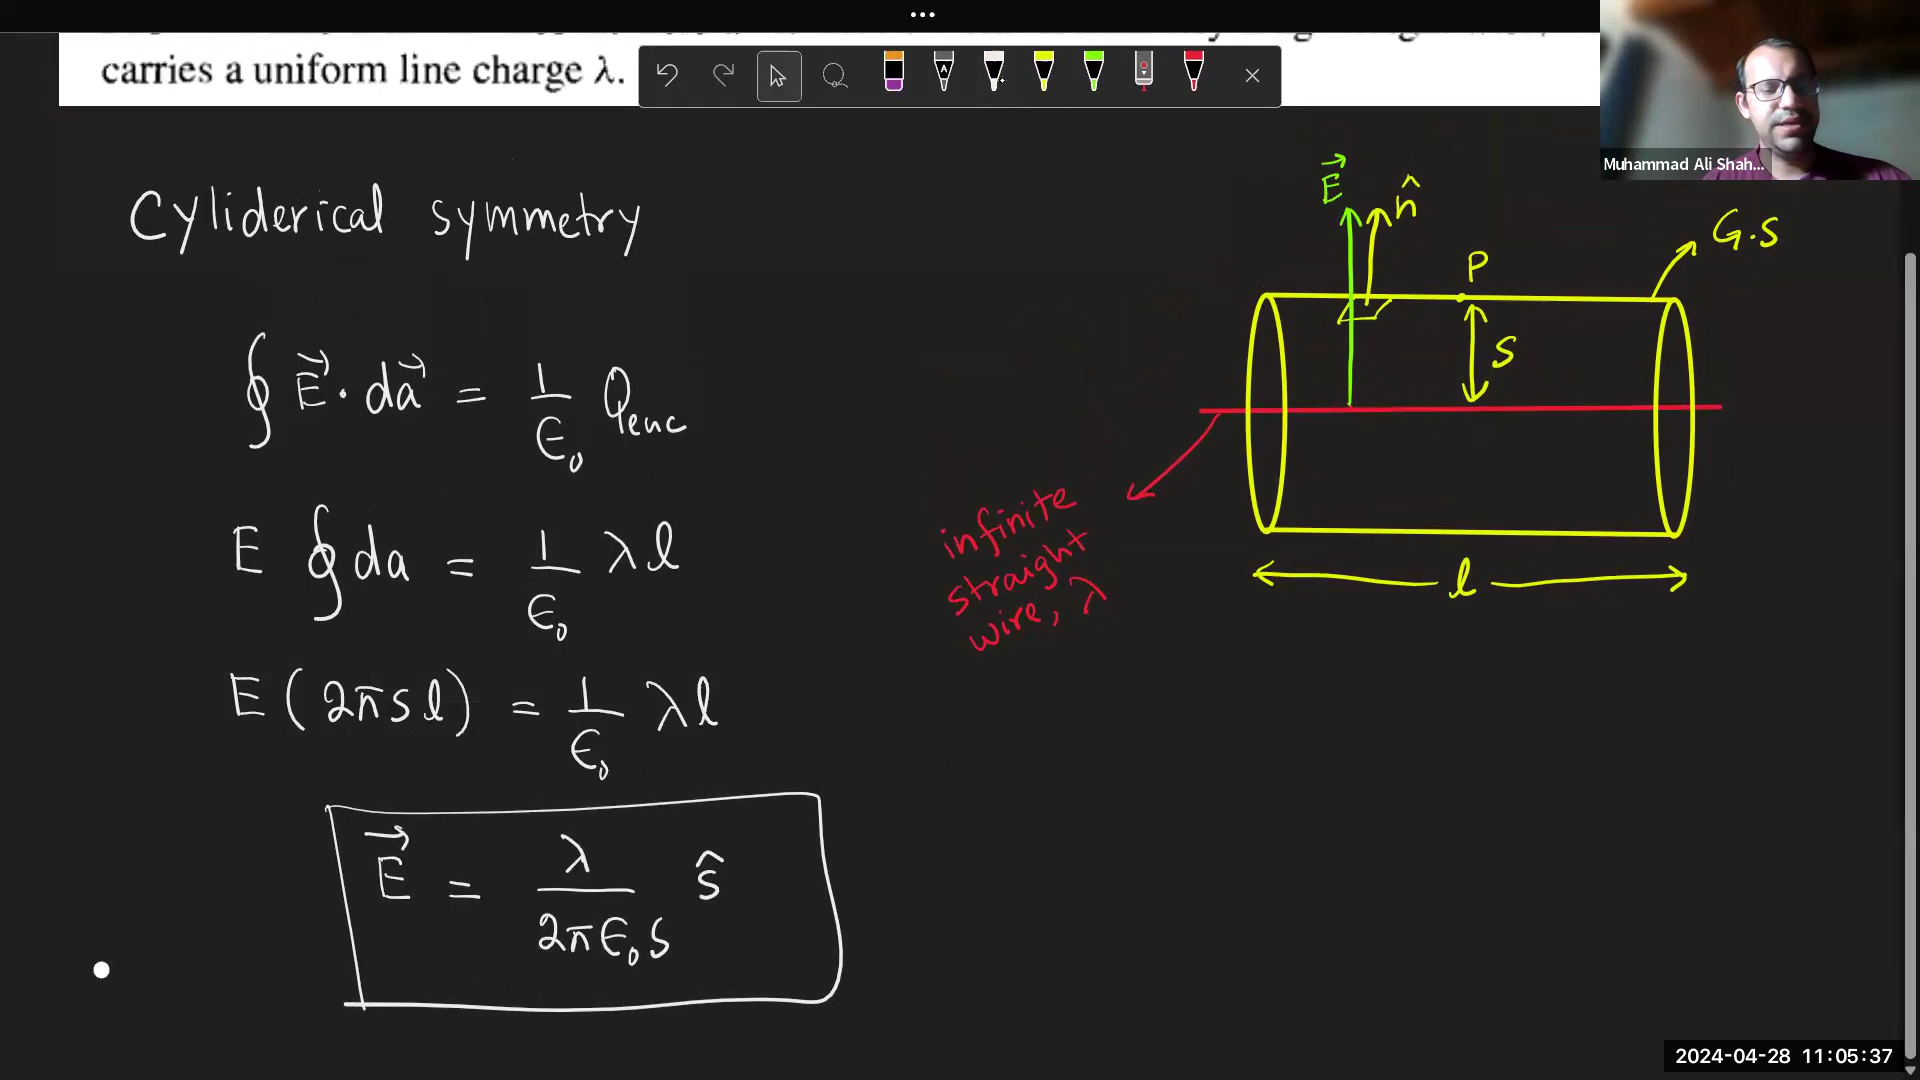 carries a uniform line charge λ.
Muhammad Ali Shah...
Cyliderical symmetry
∮ E⃗ · da⃗ = 1/ϵ₀ Qenc
E ∮ da = 1/ϵ₀ λl
E (2πsl) = 1/ϵ₀ λl
E⃗ = λ/2πϵ₀s ŝ
E⃗
n̂
P
G.S
s
infinite
straight
wire, λ
l
2024-04-28 11:05:37